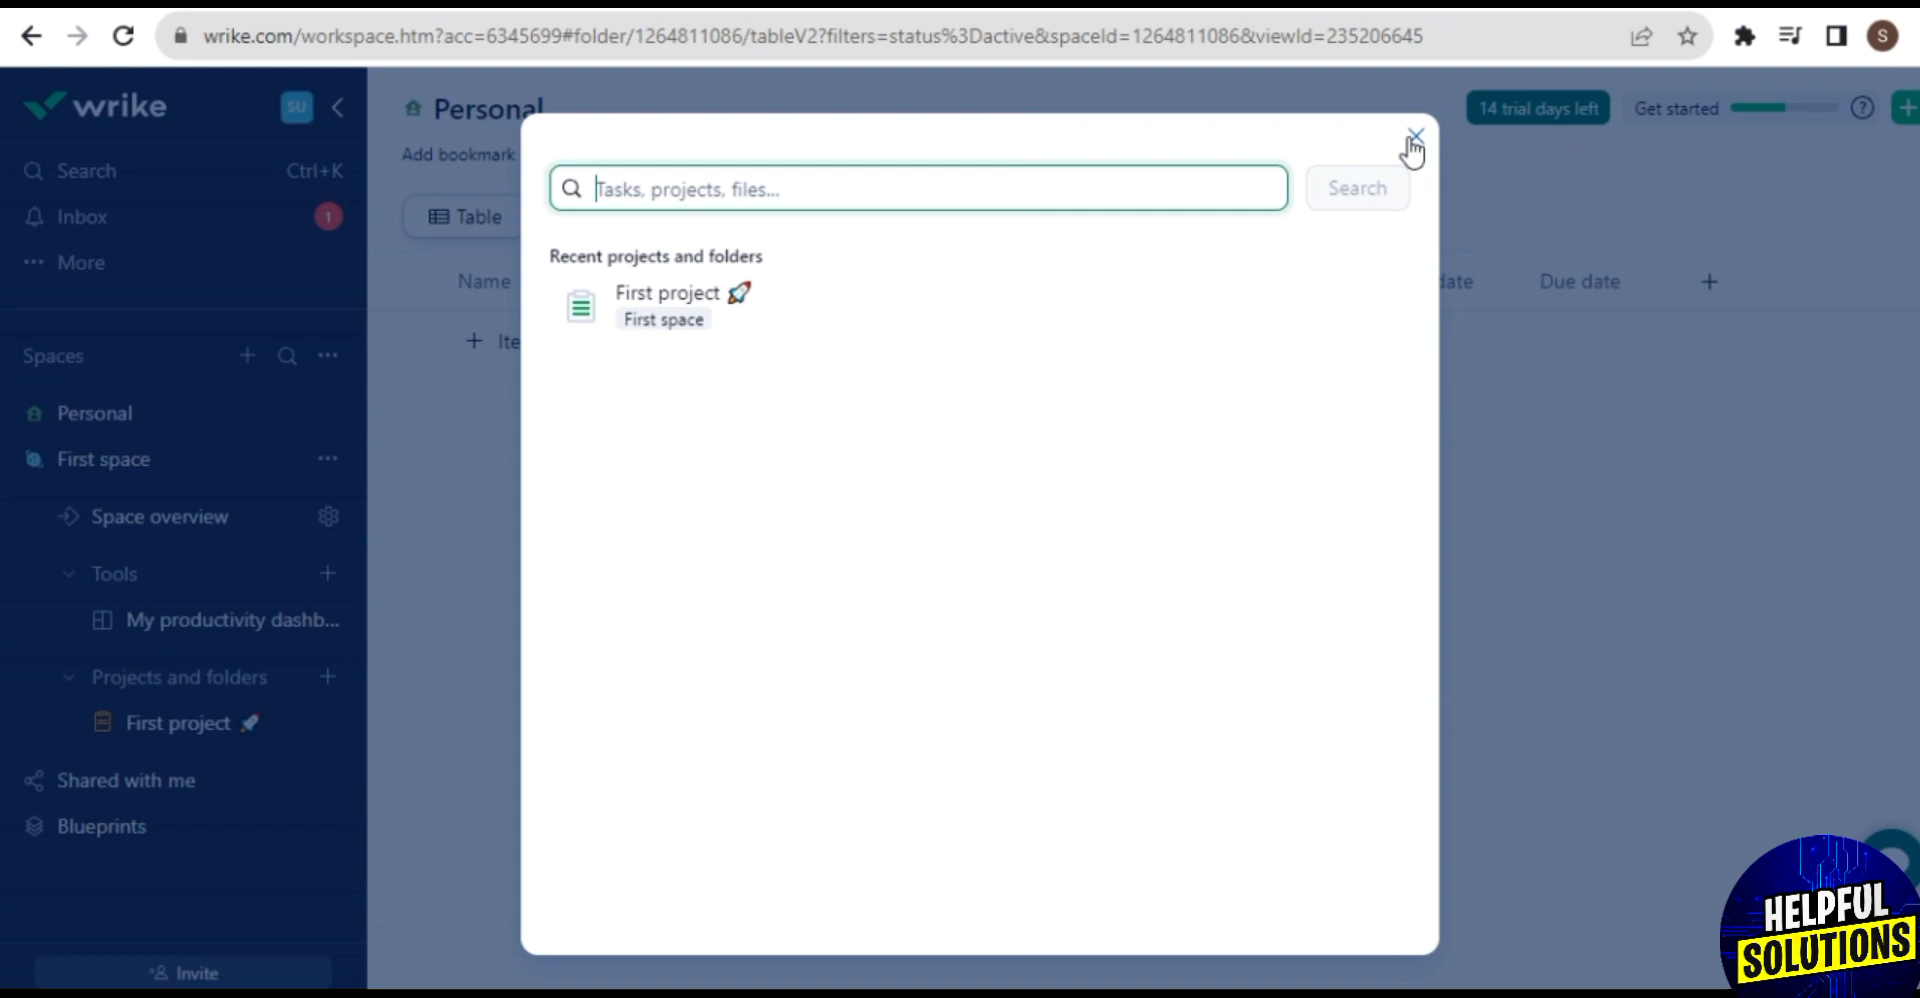 wrike.com/workspace.htm?acc=6345699#folder/1264811086/tableV2?filters=status%3Dactive&spaceId=1264811086&viewId=235206645
S
wrike
SU
Search
Ctrl+K
Inbox
1
More
Spaces
Personal
First space
Space overview
Tools
My productivity dashb...
Projects and folders
First project 🚀
Shared with me
Blueprints
Invite
Personal
Add bookmark
14 trial days left
Get started
?
Table
Name
date
Due date
Ite
Tasks, projects, files...
Search
Recent projects and folders
First project 🚀
First space
HELPFUL
SOLUTIONS